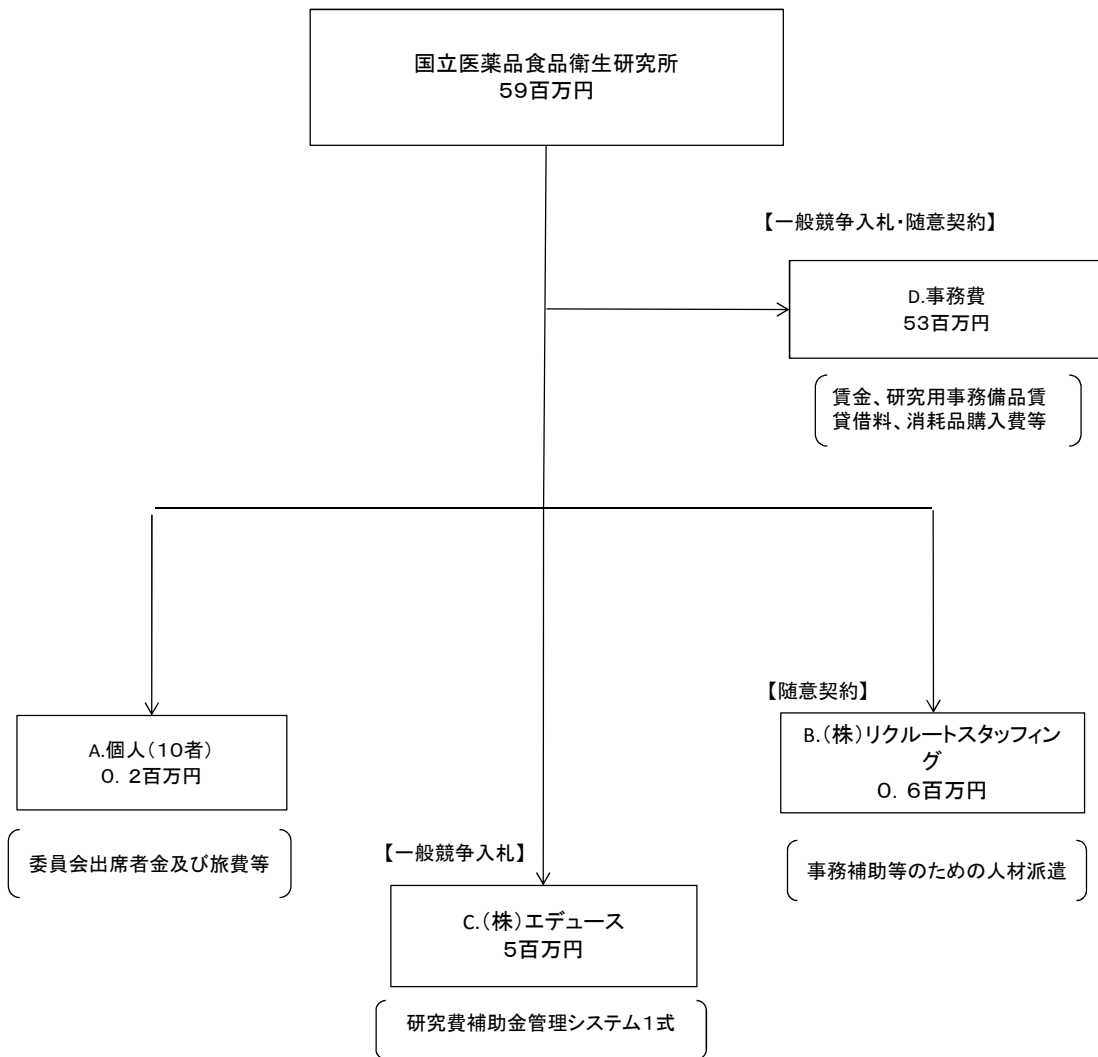 国立医薬品食品衛生研究所
59百万円
【一般競争入札・随意契約】
D.事務費
53百万円
賃金、研究用事務備品賃
貸借料、消耗品購入費等
【随意契約】
A.個人（10者）
0．2百万円
B.（株）リクルートスタッフィン
グ
0．6百万円
委員会出席者金及び旅費等
【一般競争入札】
事務補助等のための人材派遣
C.（株）エデュース
5百万円
研究費補助金管理システム1式